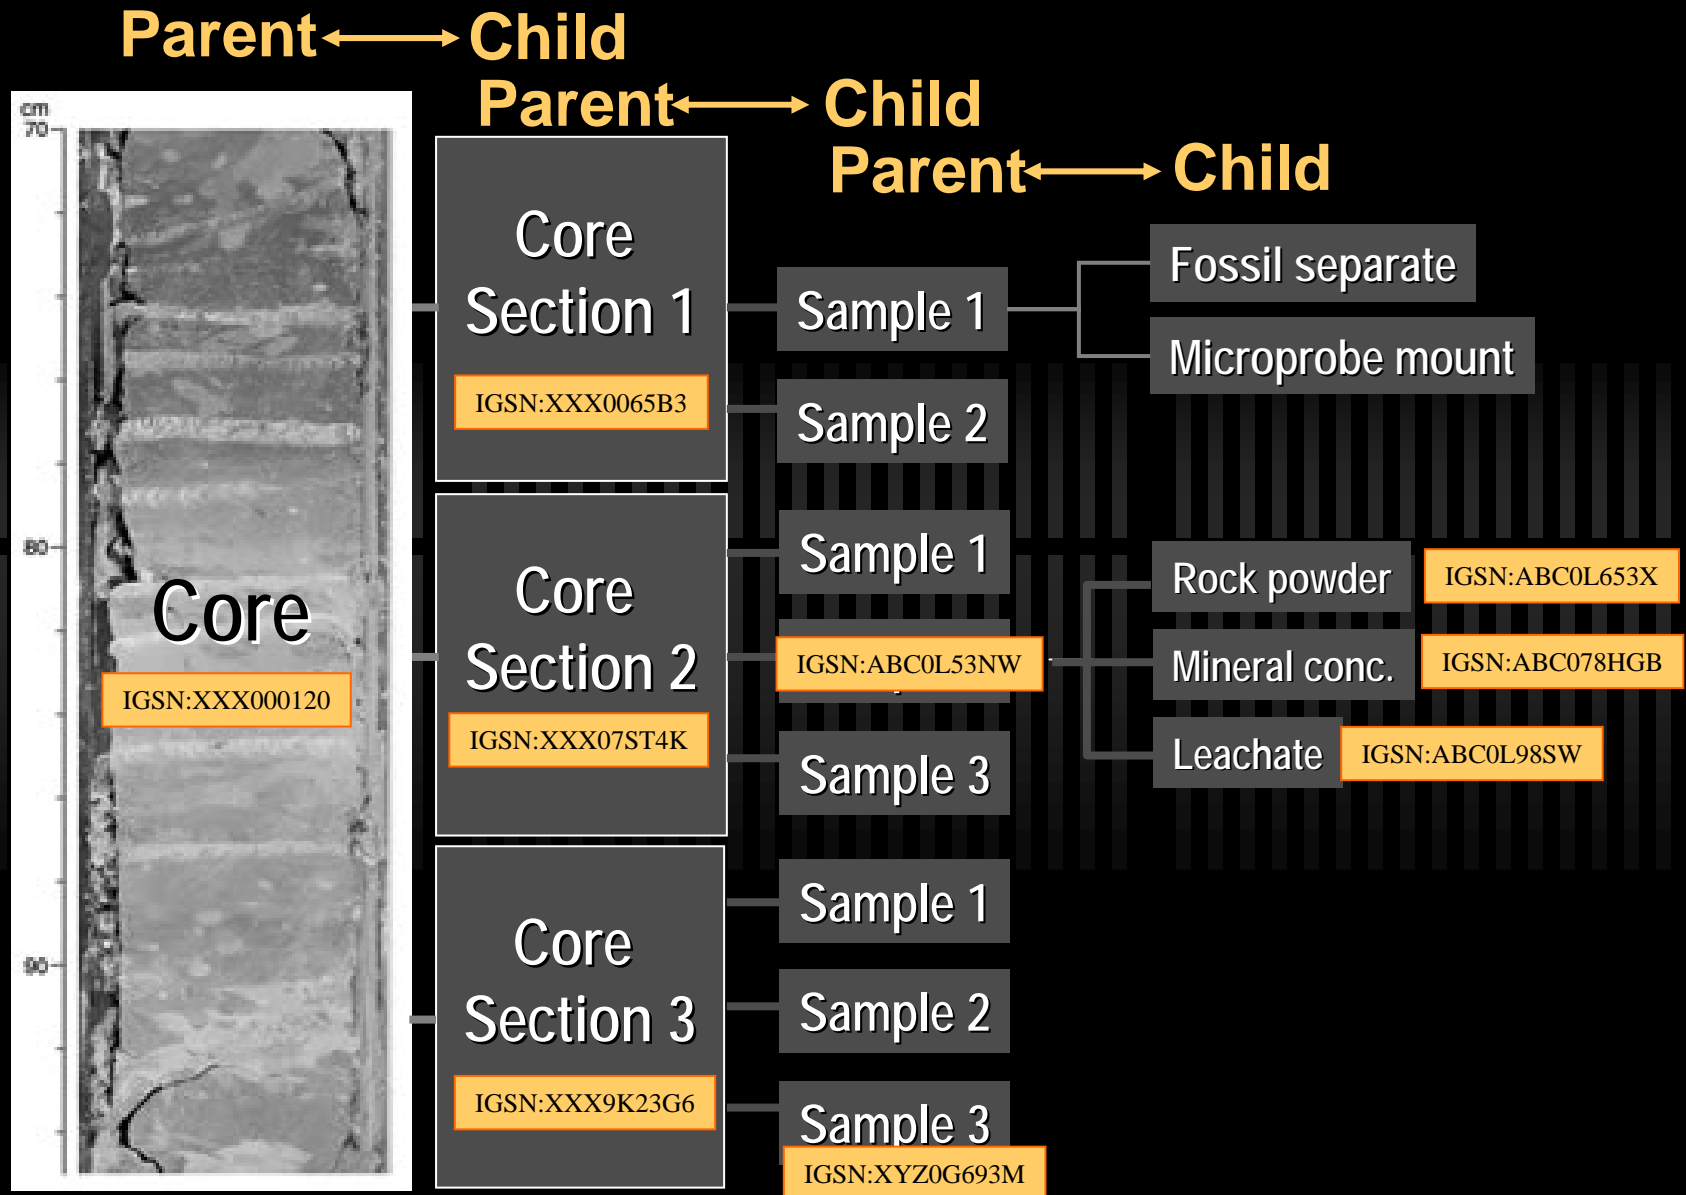 Parent Child
Parent Child
Parent Child
cm
70
80
90
Core
IGSN:XXX000120
Core
Section 1
IGSN:XXX0065B3
Core
Section 2
IGSN:XXX07ST4K
Core
Section 3
IGSN:XXX9K23G6
Sample 1
Sample 2
Sample 1
IGSN:ABC0L53NW
Sample 3
Sample 1
Sample 2
Sample 3
IGSN:XYZ0G693M
Fossil separate
Microprobe mount
Rock powder
IGSN:ABC0L653X
Mineral conc.
IGSN:ABC078HGB
Leachate
IGSN:ABC0L98SW